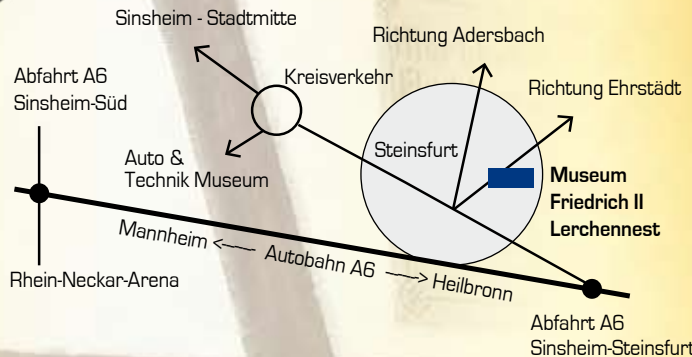 Sinsheim - Stadtmitte
Richtung Adersbach
Abfahrt A6
Sinsheim-Süd
Kreisverkehr
Richtung Ehrstädt
Steinsfurt
Auto &
Technik Museum
Museum
Friedrich II
Lerchennest
Mannheim
Autobahn A6
Heilbronn
Rhein-Neckar-Arena
Abfahrt A6
Sinsheim-Steinsfurt